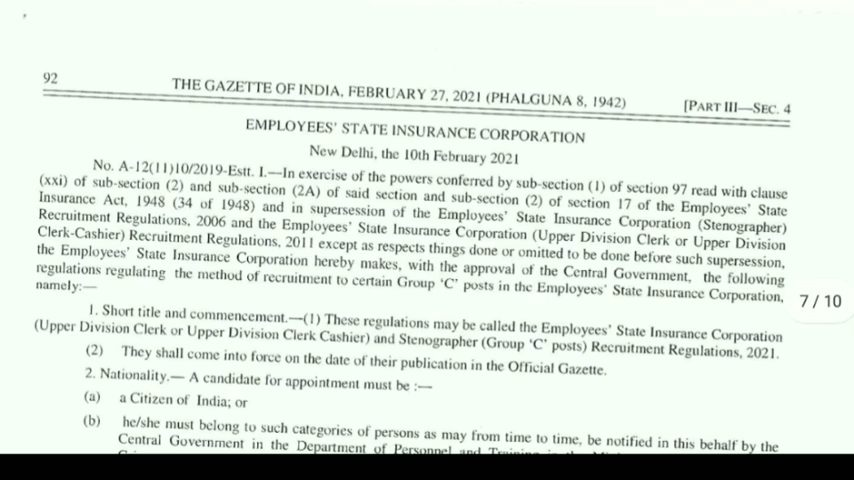 92
THE GAZETTE OF INDIA, FEBRUARY 27, 2021 (PHALGUNA 8, 1942)
[PART III—SEC. 4
EMPLOYEES' STATE INSURANCE CORPORATION
New Delhi, the 10th February 2021
No. A-12(11)10/2019-Estt. I.—In exercise of the powers conferred by sub-section (1) of section 97 read with clause
(xxi) of sub-section (2) and sub-section (2A) of said section and sub-section (2) of section 17 of the Employees' State
Insurance Act, 1948 (34 of 1948) and in supersession of the Employees' State Insurance Corporation (Stenographer)
Recruitment Regulations, 2006 and the Employees' State Insurance Corporation (Upper Division Clerk or Upper Division
Clerk-Cashier) Recruitment Regulations, 2011 except as respects things done or omitted to be done before such supersession,
the Employees' State Insurance Corporation hereby makes, with the approval of the Central Government, the following
regulations regulating the method of recruitment to certain Group 'C' posts in the Employees' State Insurance Corporation,
namely:—
7 / 10
1. Short title and commencement.—(1) These regulations may be called the Employees' State Insurance Corporation
(Upper Division Clerk or Upper Division Clerk Cashier) and Stenographer (Group 'C' posts) Recruitment Regulations, 2021.
(2) They shall come into force on the date of their publication in the Official Gazette.
2. Nationality.— A candidate for appointment must be :—
(a) a Citizen of India; or
(b) he/she must belong to such categories of persons as may from time to time, be notified in this behalf by the
Central Government in the Department of Personnel and Training in the